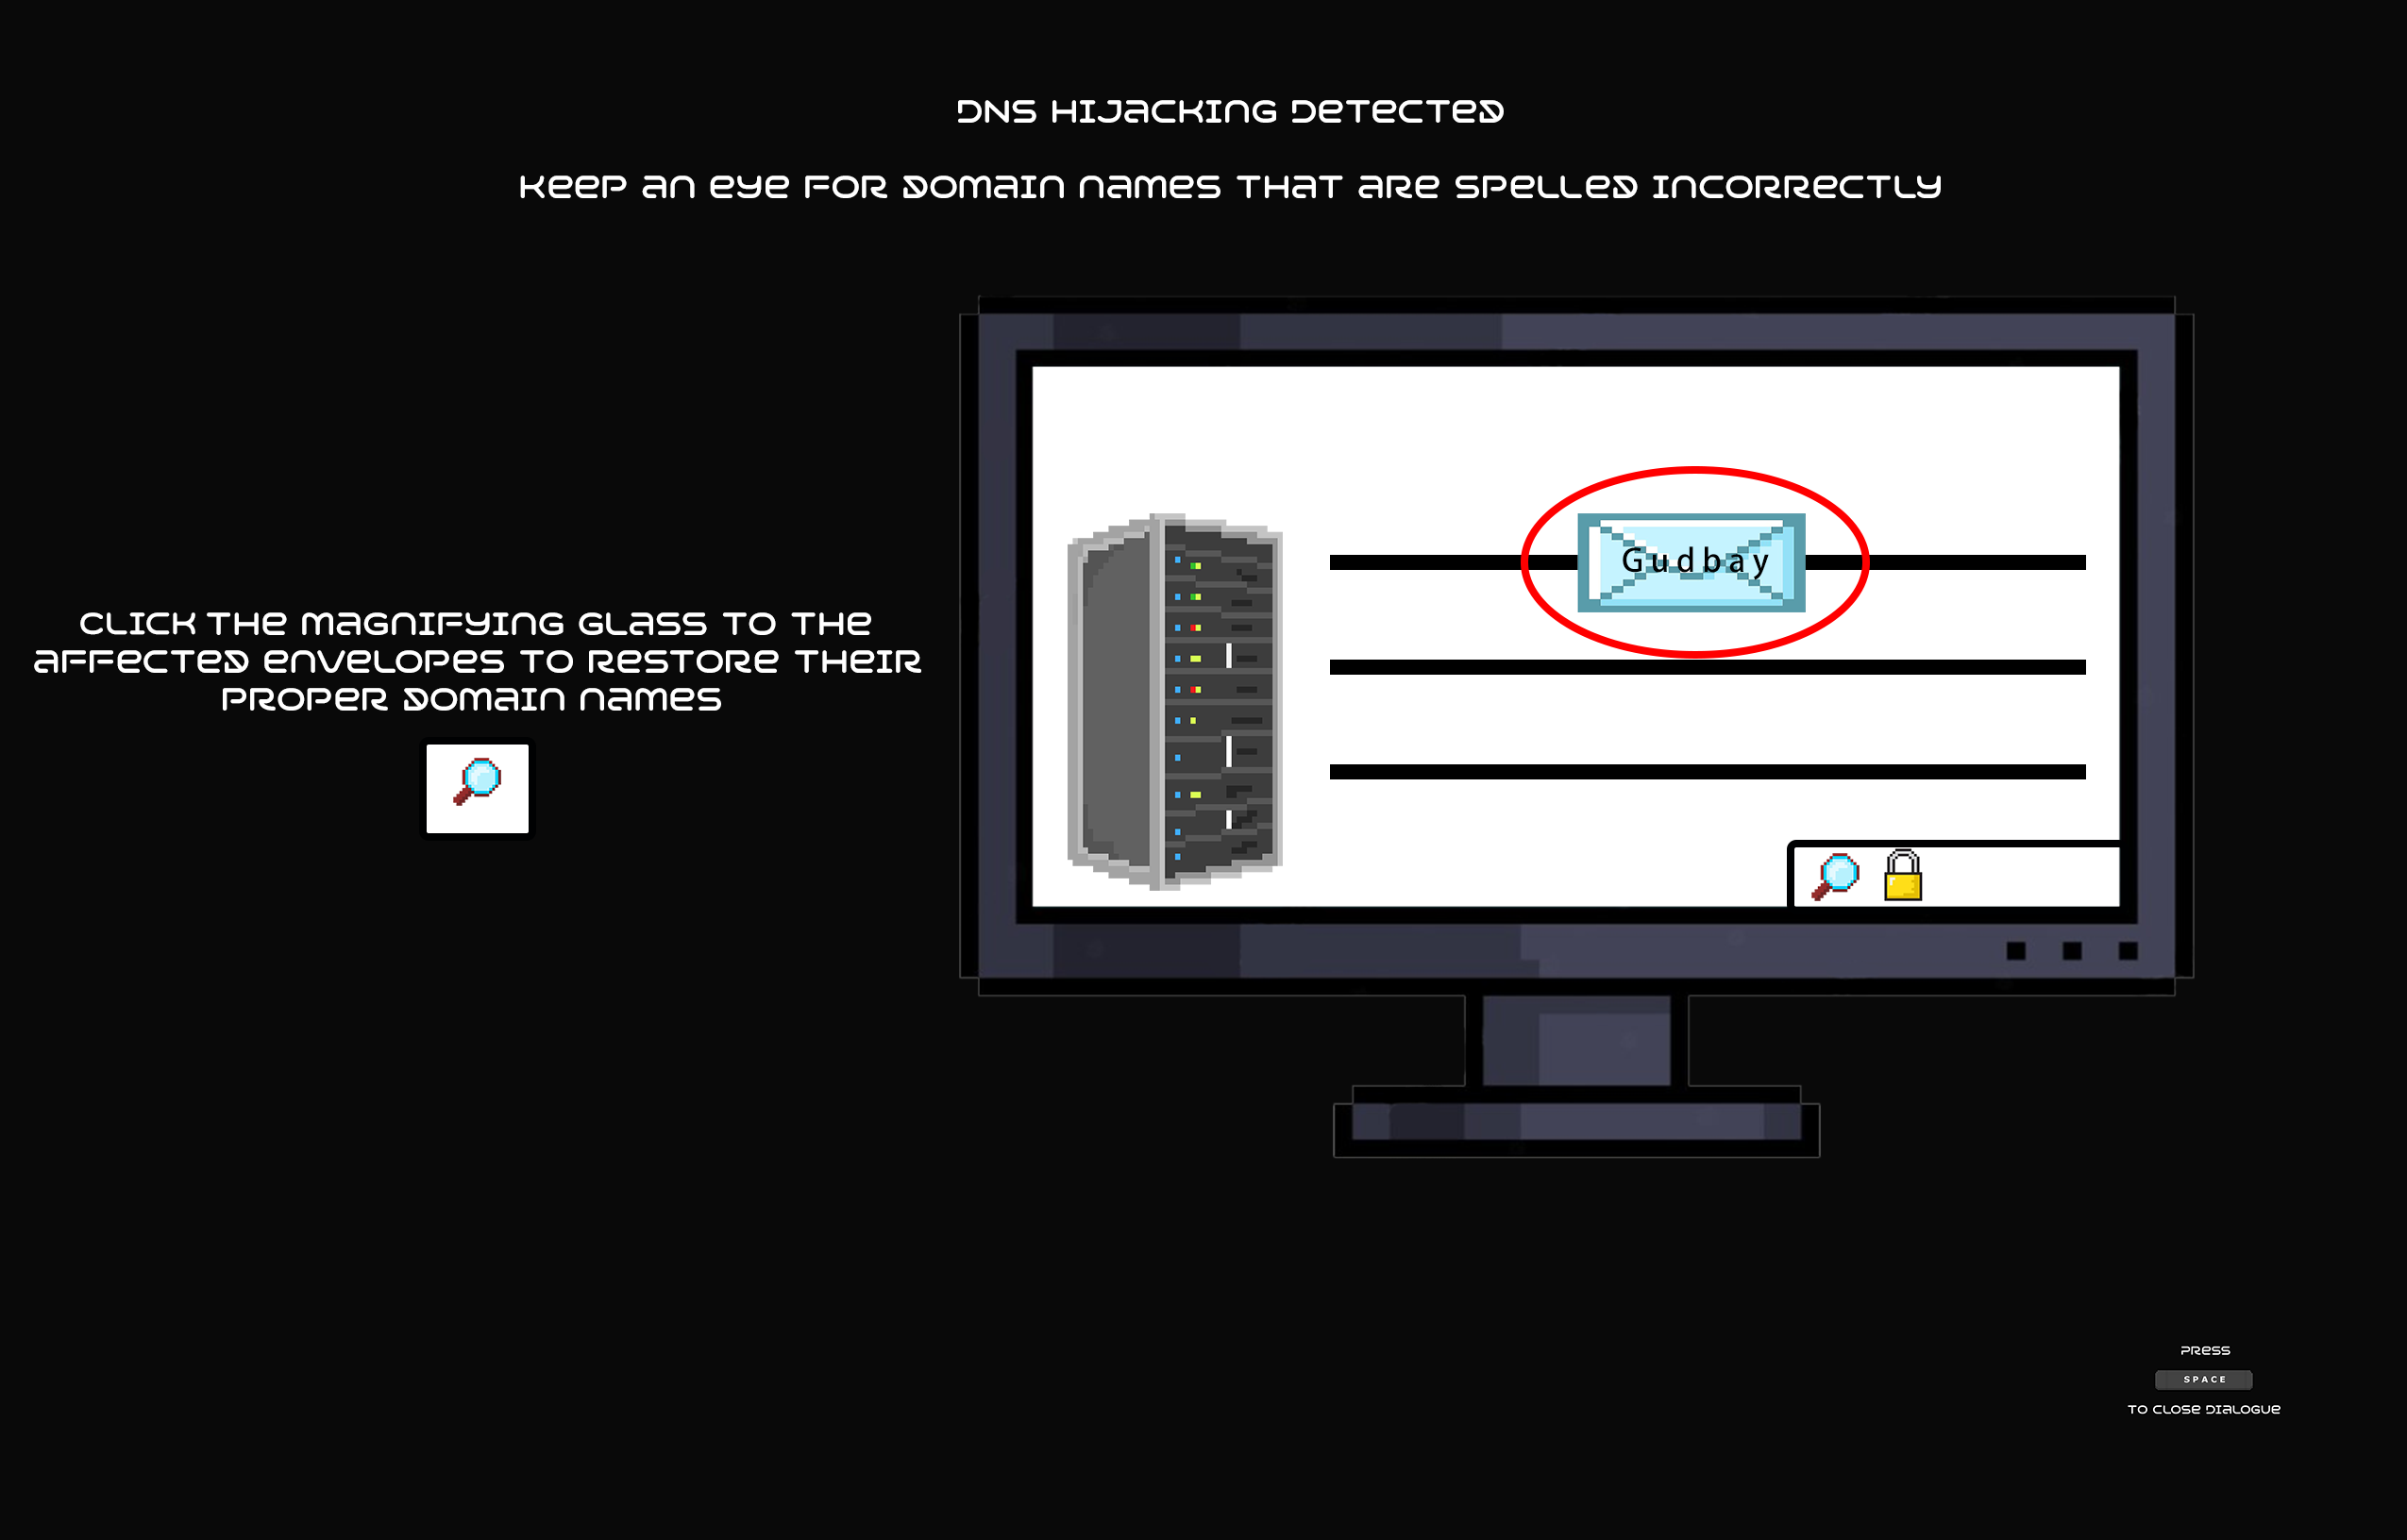 DNS HIJACKING DETECTED
KEEP AN EYE FOR DOMAIN NAMES THAT ARE SPELLED INCORRECTLY
Gudbay
CLICK THE MAGNIFYING GLASS TO THE
AFFECTED ENVELOPES TO RESTORE THEIR
PROPER DOMAIN NAMES
PRESS
SPACE
TO CLOSE DIALOGUE